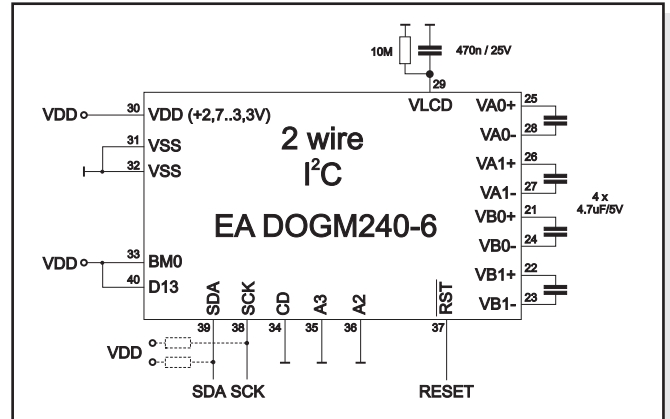 10M
470n / 25V
29
VLCD
VDD
30
VDD (+2,7..3,3V)
31
VSS
32
VSS
2 wire
I²C
EA DOGM240-6
VA0+
25
VA0-
28
VA1+
26
VA1-
27
VB0+
21
VB0-
24
VB1+
22
VB1-
23
4 x
4.7uF/5V
VDD
33
BM0
40
D13
SDA
SCK
CD
A3
A2
RST
39
38
34
35
36
37
VDD
SDA SCK
RESET